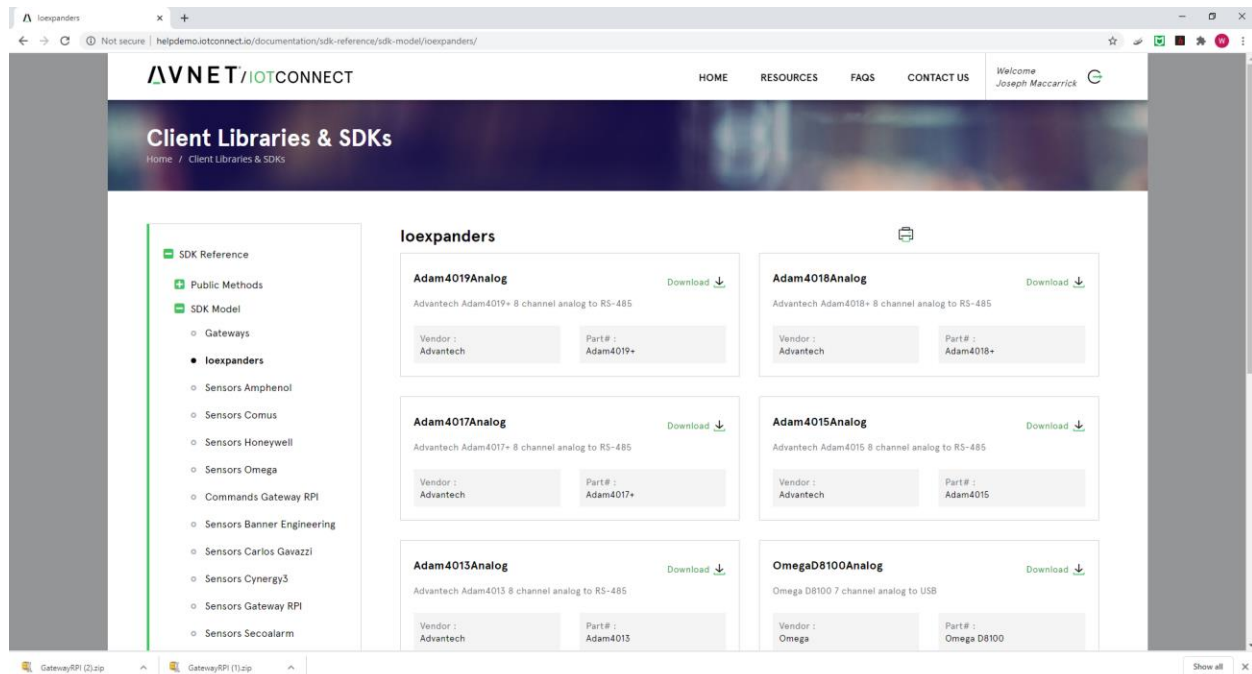 Ioexpanders
Not secure | helpdemo.iotconnect.io/documentation/sdk-reference/sdk-model/ioexpanders/
W
AVNET/IOTCONNECT
HOME RESOURCES FAQS CONTACT US
Welcome
Joseph Maccarrick
Client Libraries & SDKs
Home / Client Libraries & SDKs
SDK Reference
Public Methods
SDK Model
Gateways
Ioexpanders
Sensors Amphenol
Sensors Comus
Sensors Honeywell
Sensors Omega
Commands Gateway RPI
Sensors Banner Engineering
Sensors Carlos Gavazzi
Sensors Cynergy3
Sensors Gateway RPI
Sensors Secoalarm
Ioexpanders
Adam4019Analog
Download
Advantech Adam4019+ 8 channel analog to RS-485
Vendor : Part# :
Advantech Adam4019+
Adam4018Analog
Download
Advantech Adam4018+ 8 channel analog to RS-485
Vendor : Part# :
Advantech Adam4018+
Adam4017Analog
Download
Advantech Adam4017+ 8 channel analog to RS-485
Vendor : Part# :
Advantech Adam4017+
Adam4015Analog
Download
Advantech Adam4015 8 channel analog to RS-485
Vendor : Part# :
Advantech Adam4015
Adam4013Analog
Download
Advantech Adam4013 8 channel analog to RS-485
Vendor : Part# :
Advantech Adam4013
OmegaD8100Analog
Download
Omega D8100 7 channel analog to USB
Vendor : Part# :
Omega Omega D8100
GatewayRPI (2).zip GatewayRPI (1).zip Show all